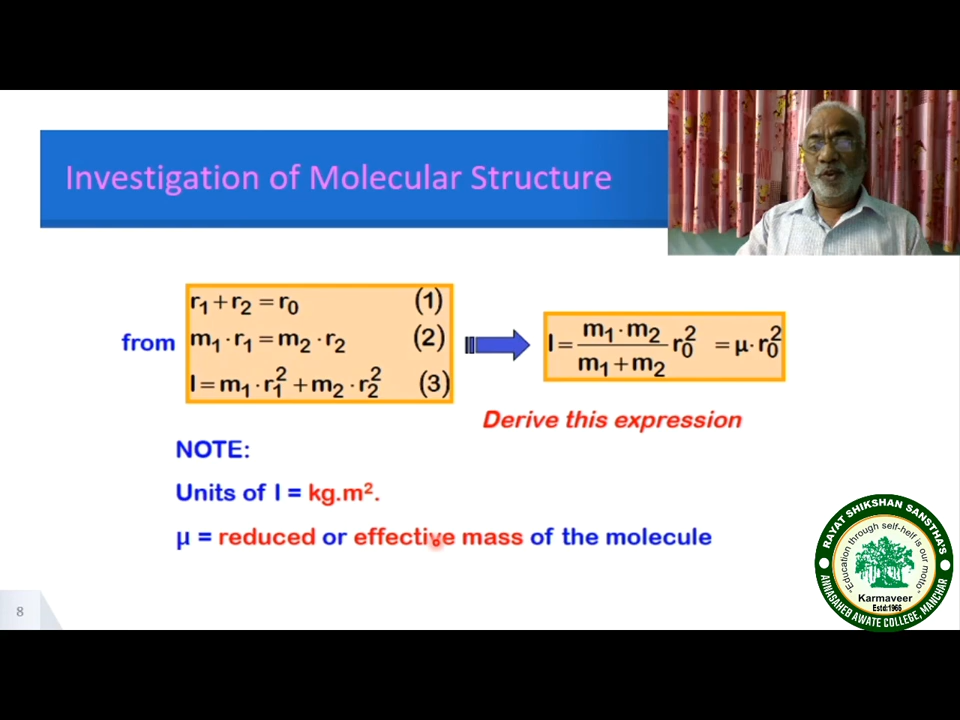 Investigation of Molecular Structure
from
r₁ + r₂ = r₀ (1)
m₁ · r₁ = m₂ · r₂ (2)
I = m₁ · r₁² + m₂ · r₂² (3)
I = (m₁ · m₂)/(m₁ + m₂) r₀² = μ · r₀²
Derive this expression
NOTE:
Units of I = kg.m².
μ = reduced or effective mass of the molecule
8
RAYAT SHIKSHAN SANSTHA'S
"Education through self-help is our motto"
Karmaveer
Estd:1966
ANNASAHEB AWATE COLLEGE, MANCHAR